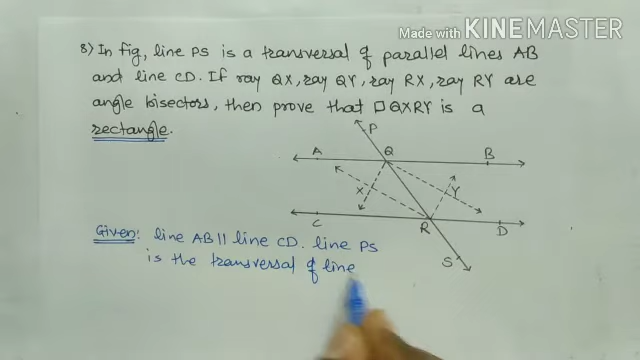 Made with KINEMASTER
8) In fig, line PS is a transversal of parallel lines AB
and line CD. If ray QX, ray QY, ray RX, ray RY are
angle bisectors, then prove that □QXRY is a
rectangle.
P
A Q B
X Y
C R D
S
Given: line AB || line CD. line PS
is the transversal of line